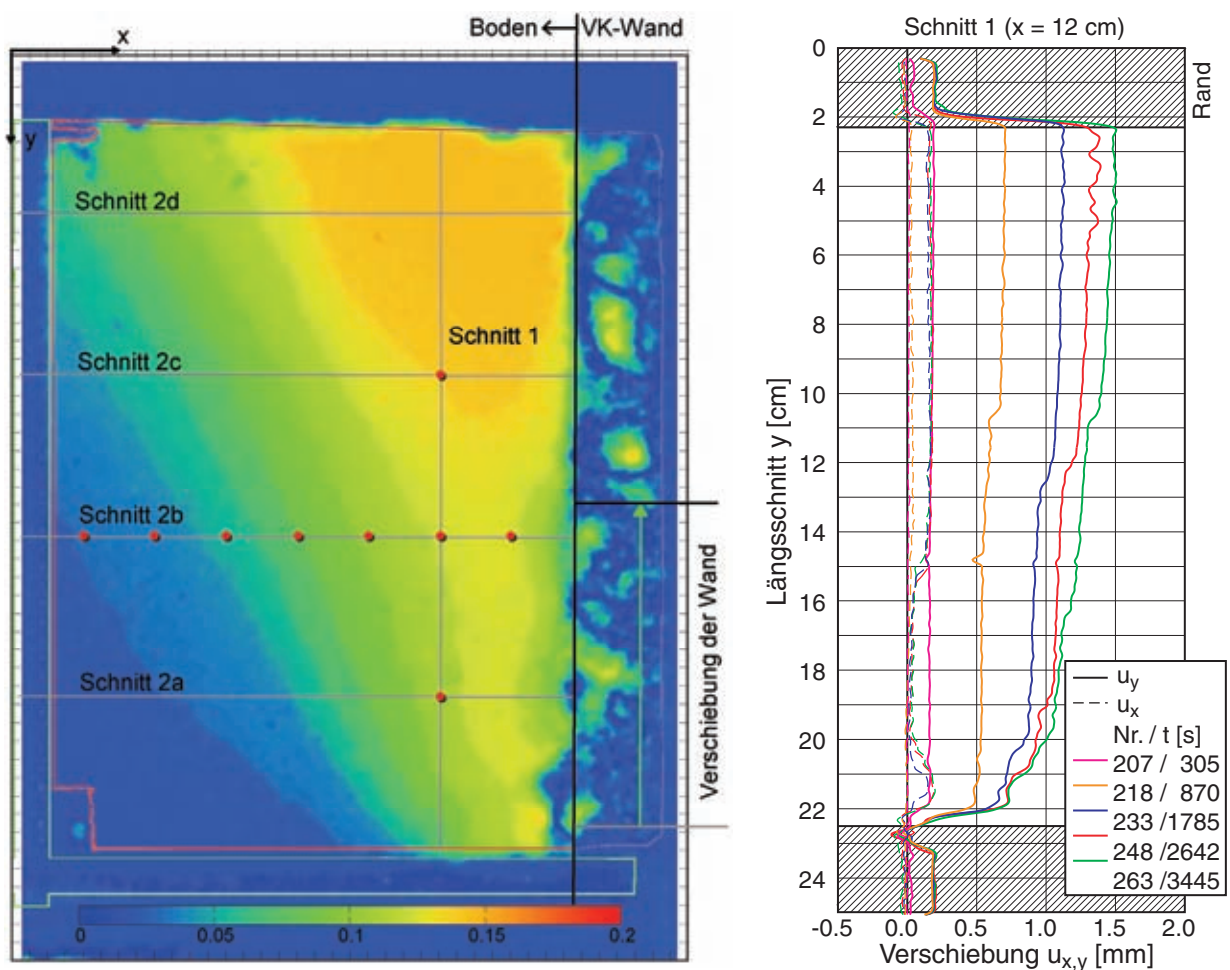 x
y
Boden
VK-Wand
Schnitt 2d
Schnitt 1
Schnitt 2c
Schnitt 2b
Schnitt 2a
Verschiebung der Wand
0
0.05
0.1
0.15
0.2
Schnitt 1 (x = 12 cm)
Rand
Längsschnitt y [cm]
0
2
4
6
8
10
12
14
16
18
20
22
24
-0.5
0.0
0.5
1.0
1.5
2.0
Verschiebung ux,y [mm]
uy
ux
Nr. / t [s]
207 / 305
218 / 870
233 /1785
248 /2642
263 /3445